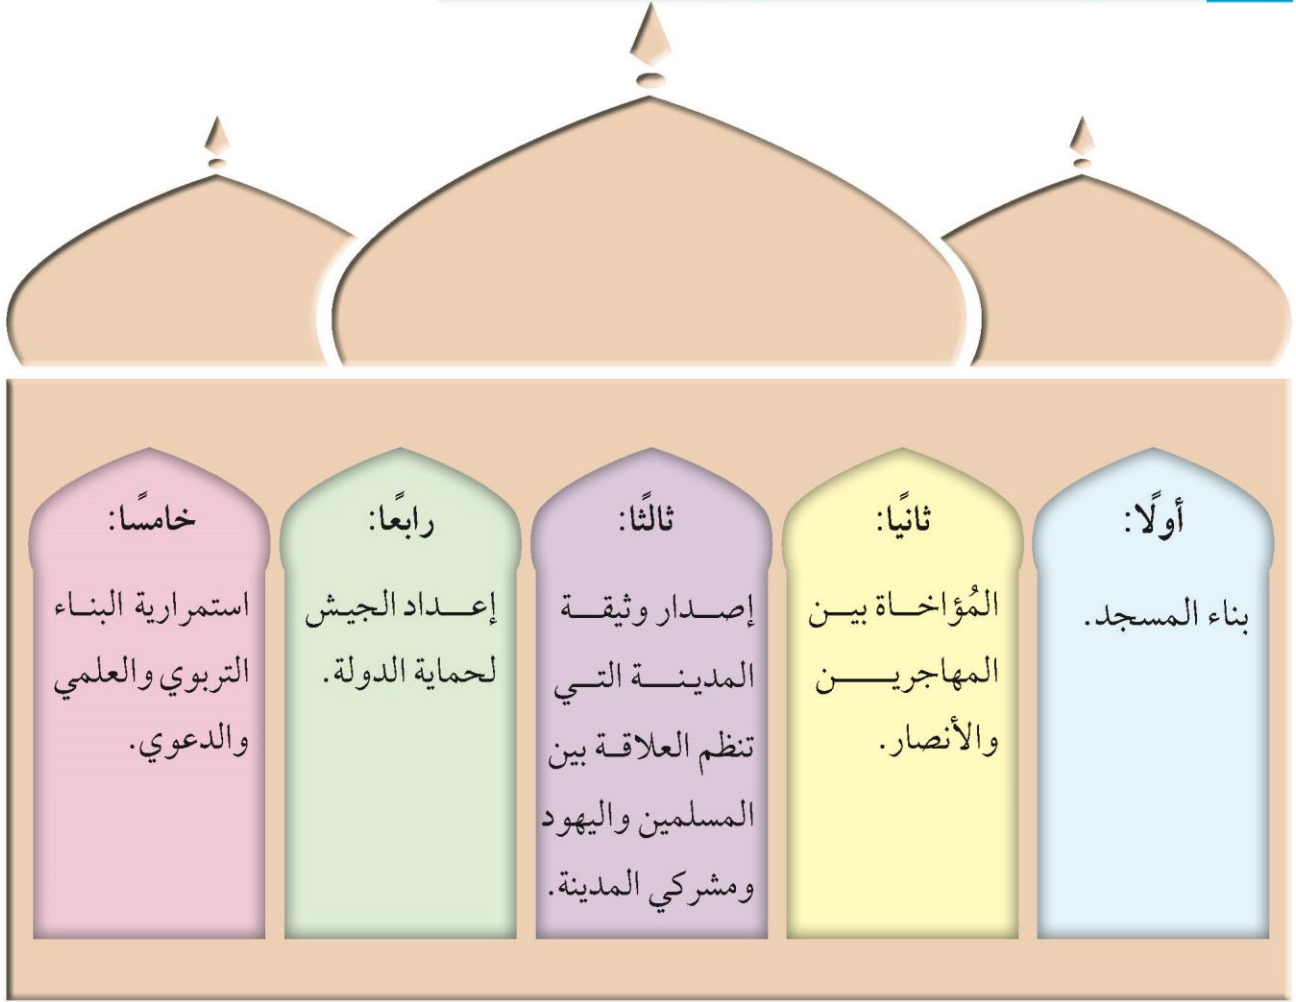 أولًا:
بناء المسجد.
ثانيًا:
المُؤاخاة بين
المهاجرين
والأنصار.
ثالثًا:
إصدار وثيقة
المدينة التي
تنظم العلاقة بين
المسلمين واليهود
ومشركي المدينة.
رابعًا:
إعداد الجيش
لحماية الدولة.
خامسًا:
استمرارية البناء
التربوي والعلمي
والدعوي.